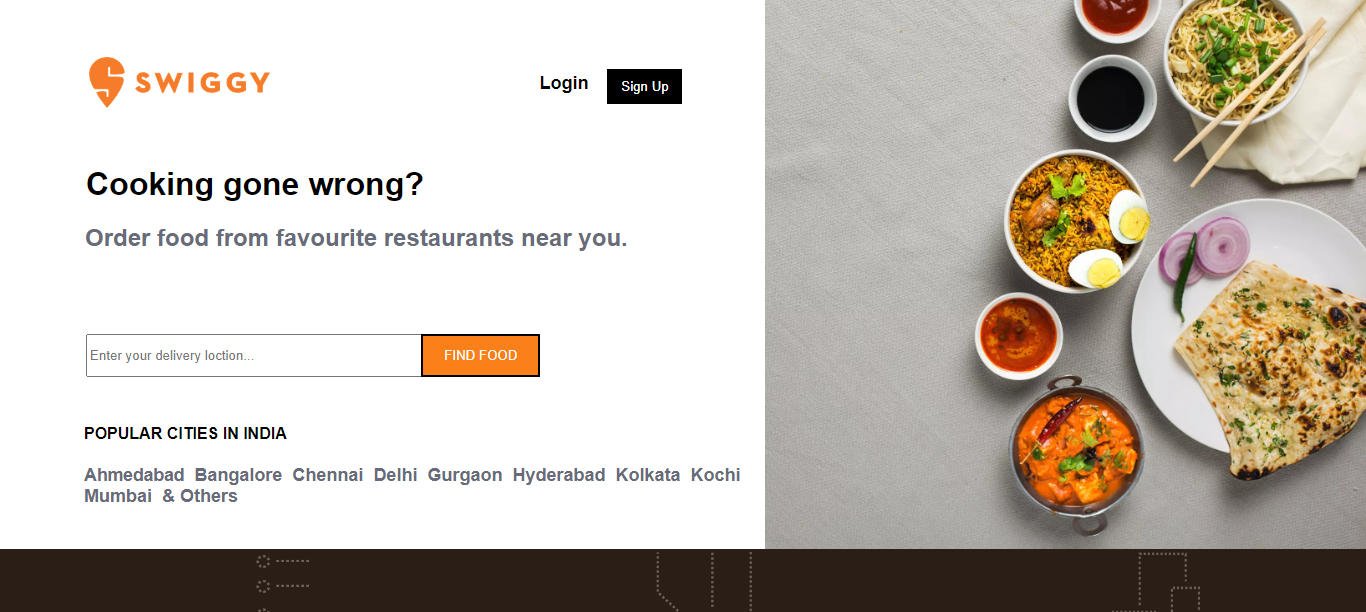 SWIGGY
Login
Sign Up
Cooking gone wrong?
Order food from favourite restaurants near you.
Enter your delivery loction...
FIND FOOD
POPULAR CITIES IN INDIA
Ahmedabad Bangalore Chennai Delhi Gurgaon Hyderabad Kolkata Kochi
Mumbai & Others